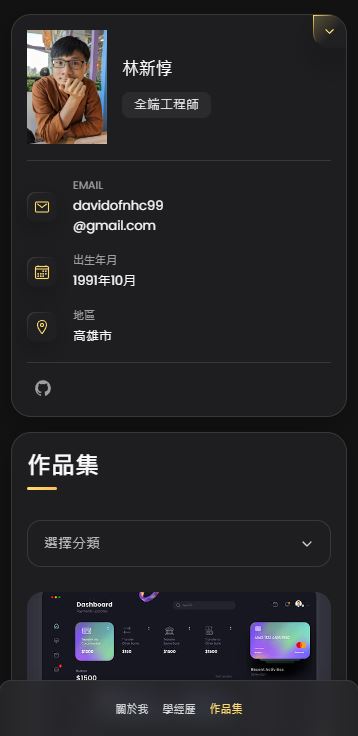 林新惇
全端工程師
EMAIL
davidofnhc99
@gmail.com
出生年月
1991年10月
地區
高雄市
作品集
選擇分類
Dashboard
$1500
關於我 學經歷 作品集